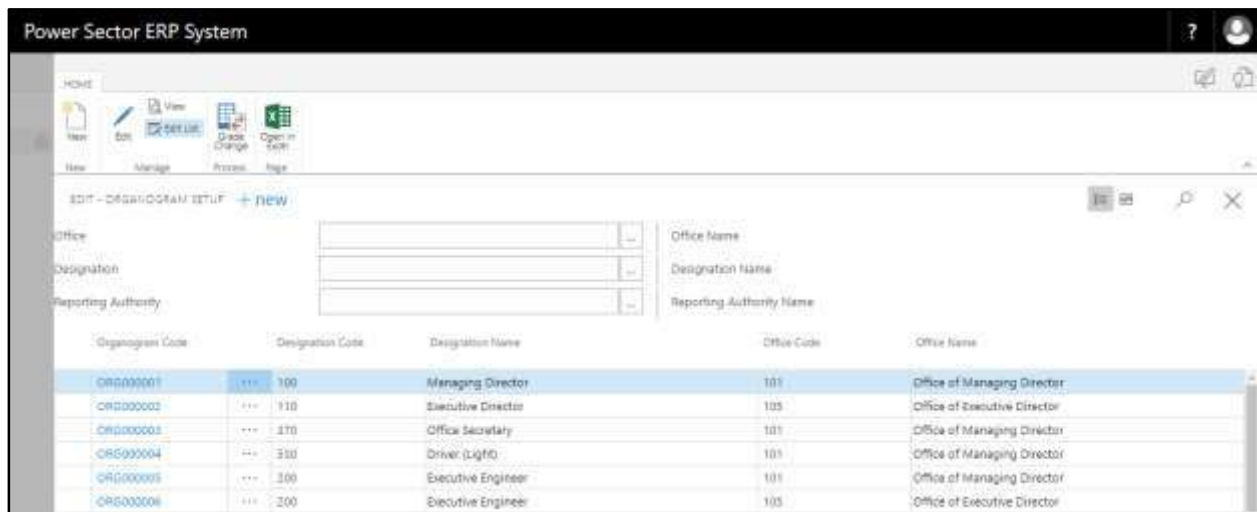 Power Sector ERP System ?
HOME
New
Edit
View
Edit List
Grade Change
Open in Excel
New Manage Process Page
EDIT - ORGANOGRAM SETUP + new
Office ... Office Name
Designation ... Designation Name
Reporting Authority ... Reporting Authority Name
Organogram Code Designation Code Designation Name Office Code Office Name
ORG000001 ... 100 Managing Director 101 Office of Managing Director
ORG000002 ... 110 Executive Director 105 Office of Executive Director
ORG000003 ... Office Secretary 101 Office of Managing Director
ORG000004 ... Driver (Light) 101 Office of Managing Director
ORG000005 ... 200 Executive Engineer 101 Office of Managing Director
ORG000006 ... 200 Executive Engineer 105 Office of Executive Director